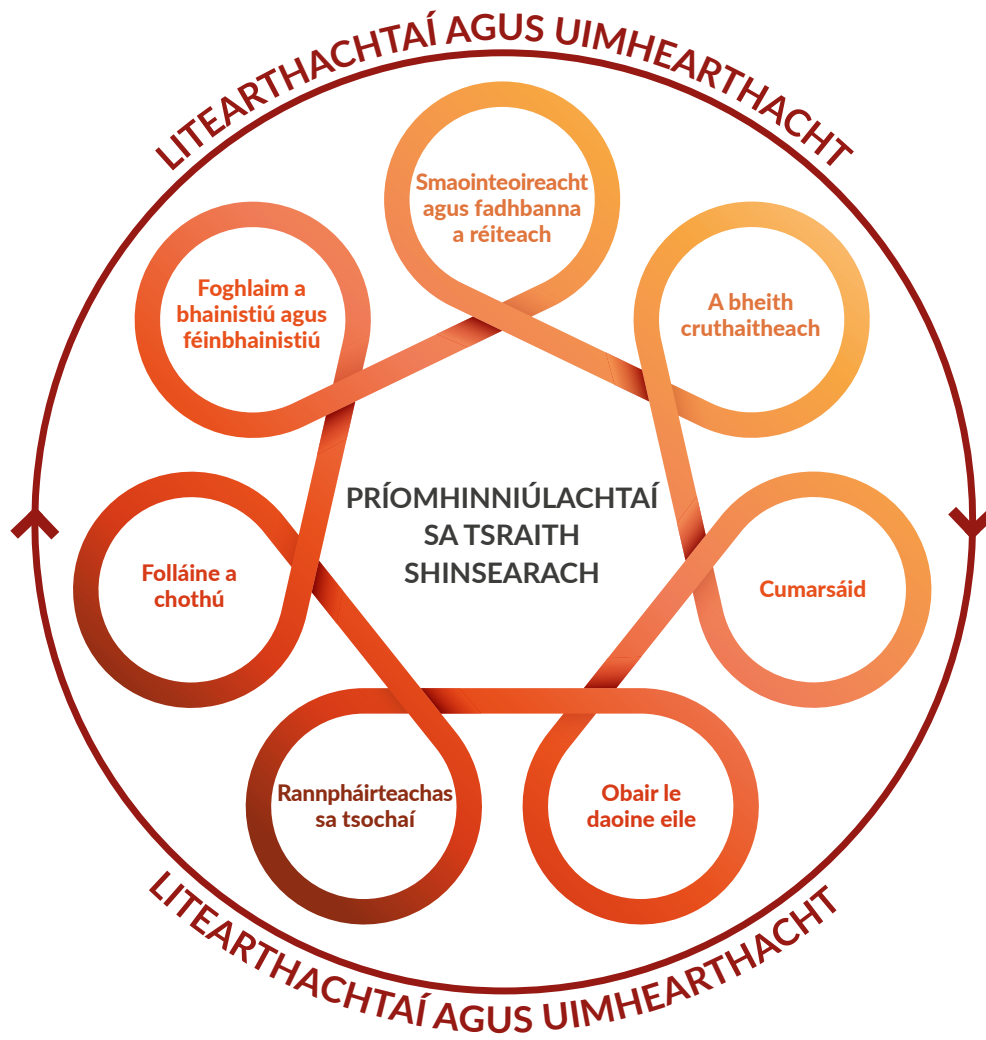 LITEARTHACHTAÍ AGUS UIMHEARTHACHT
Smaointeoireacht
agus fadhbanna
a réiteach
A bheith
cruthaitheach
Cumarsáid
Obair le
daoine eile
Rannpháirteachas
sa tsochaí
Folláine a
chothú
Foghlaim a
bhainistiú agus
féinbhainistiú
PRÍOMHINNIÚLACHTAÍ
SA TSRAITH
SHINSEARACH
LITEARTHACHTAÍ AGUS UIMHEARTHACHT